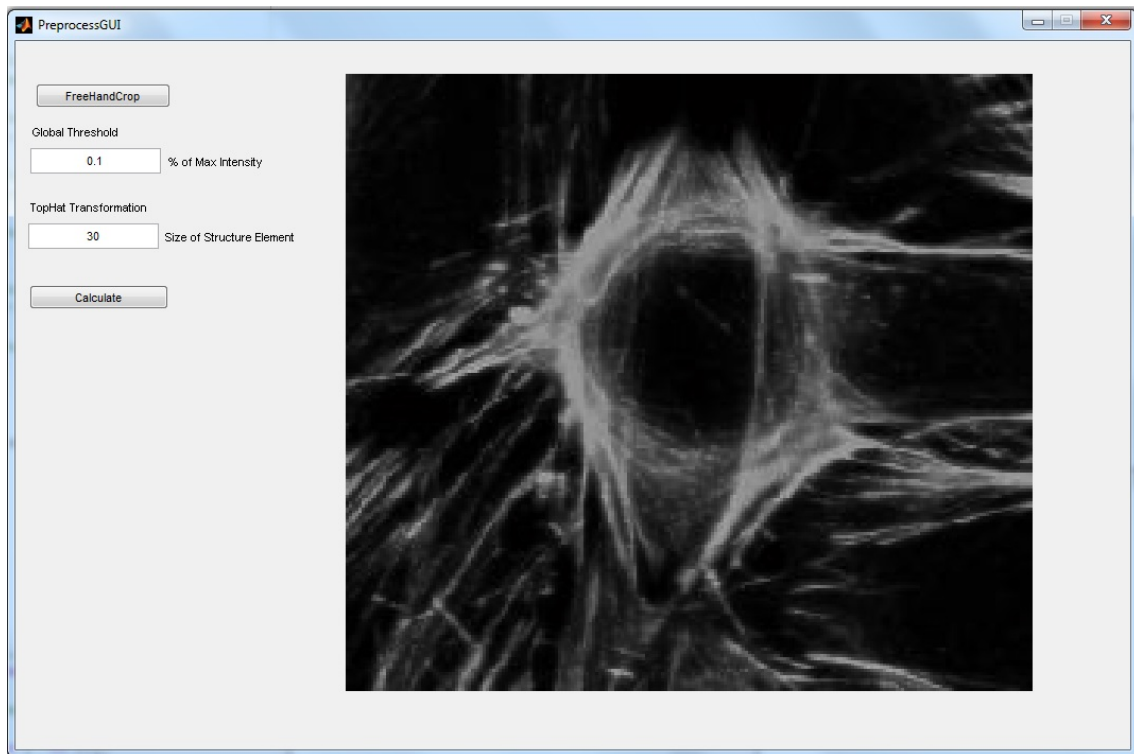 PreprocessGUI
FreeHandCrop
Global Threshold
0.1 % of Max Intensity
TopHat Transformation
30 Size of Structure Element
Calculate